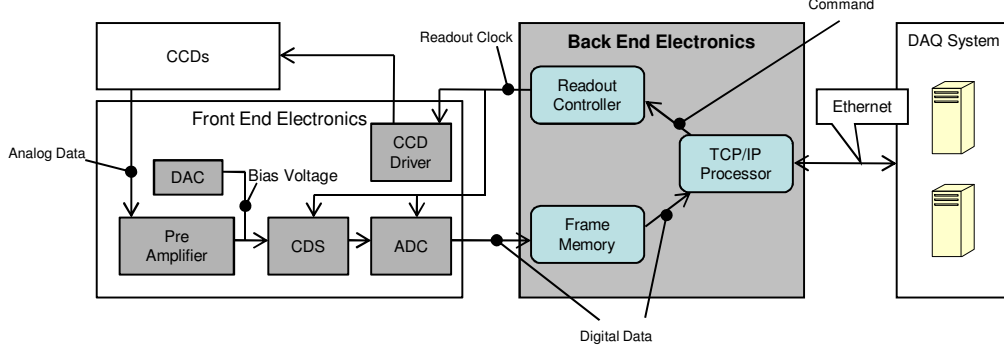 Command
Readout Clock
Back End Electronics
DAQ System
CCDs
Readout
Controller
Ethernet
Front End Electronics
CCD
Driver
Analog Data
TCP/IP
Processor
DAC
Bias Voltage
Pre
Amplifier
CDS
ADC
Frame
Memory
Digital Data